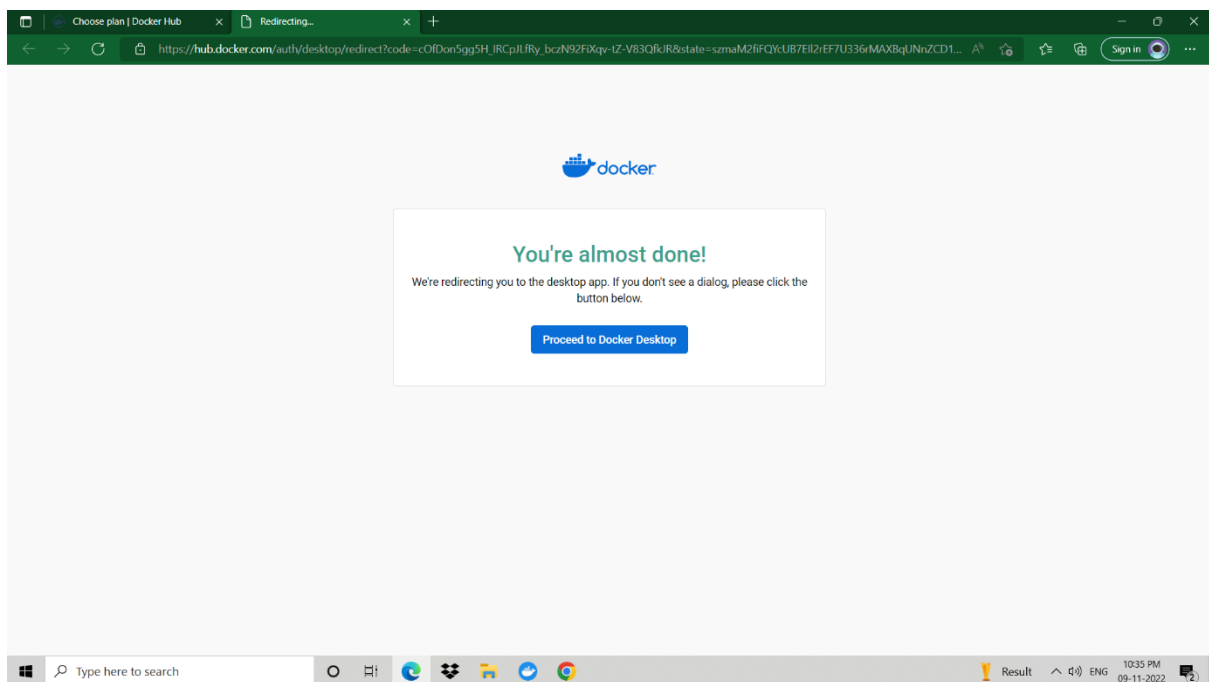 Choose plan | Docker Hub
Redirecting...
https://hub.docker.com/auth/desktop/redirect?code=cOfDon5gg5H_IRCpJLfRy_bczN92FiXqv-tZ-V83QfkJR&state=szmaM2fiFQYcUB7EIl2rEF7U336rMAXBqUNnZCD1...
Sign in
docker
You're almost done!
We're redirecting you to the desktop app. If you don't see a dialog, please click the
button below.
Proceed to Docker Desktop
Type here to search
Result
ENG
10:35 PM
09-11-2022
2